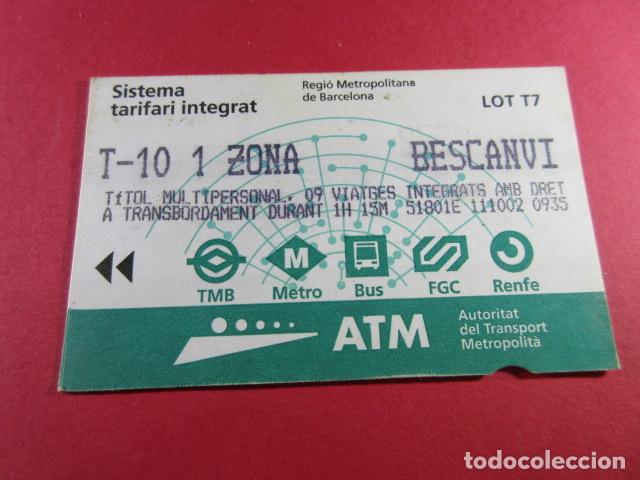 Sistema
tarifari integrat
Regió Metropolitana
de Barcelona
LOT T7
T-10 1 ZONA BESCANVI
TíTOL MULTIPERSONAL, 09 VIATGES INTEGRATS AMB DRET
A TRANSBORDAMENT DURANT 1H 15M 51801E 111002 0935
TMB Metro Bus FGC Renfe
ATM
Autoritat
del Transport
Metropolità
todocoleccion.net